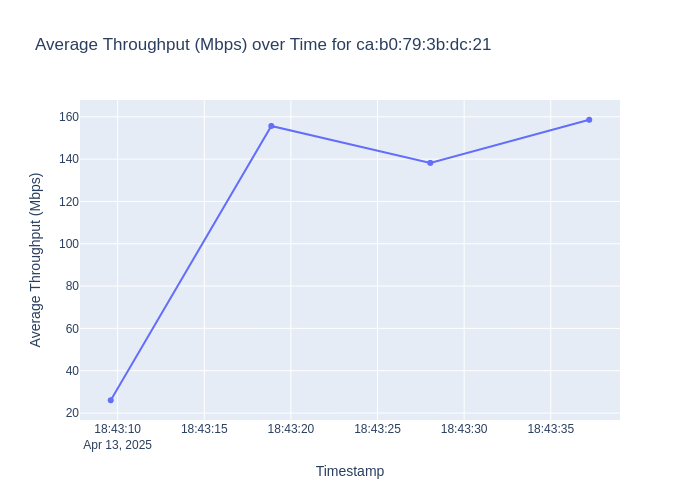 Average Throughput (Mbps) over Time for ca:b0:79:3b:dc:21
Average Throughput (Mbps)
160
140
120
100
80
60
40
20
18:43:10 18:43:15 18:43:20 18:43:25 18:43:30 18:43:35
Apr 13, 2025
Timestamp